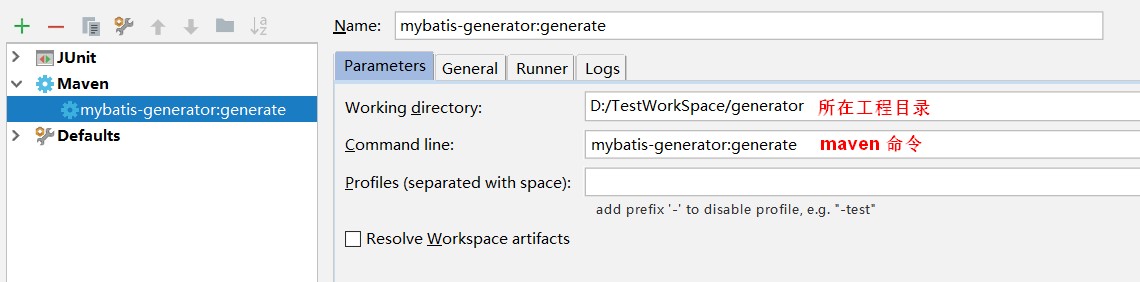 Name: mybatis-generator:generate
JUnit
Maven
mybatis-generator:generate
Defaults
Parameters General Runner Logs
Working directory: D:/TestWorkSpace/generator 所在工程目录
Command line: mybatis-generator:generate maven 命令
Profiles (separated with space):
add prefix '-' to disable profile, e.g. "-test"
Resolve Workspace artifacts